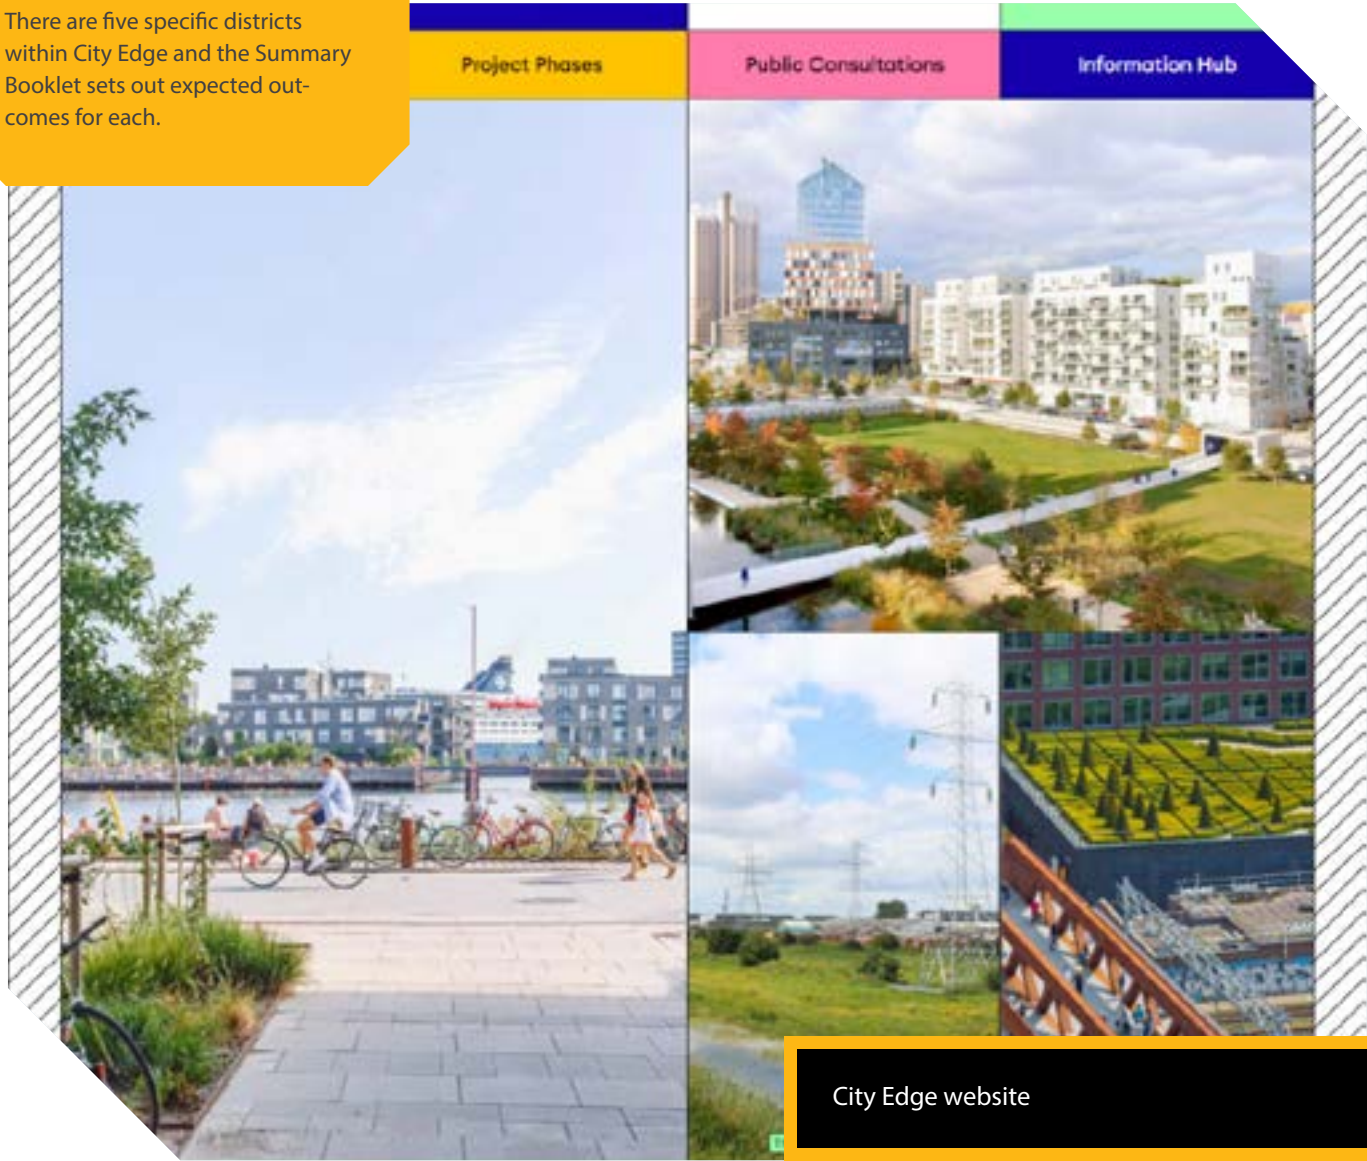 There are five specific districts
within City Edge and the Summary
Booklet sets out expected out-
comes for each.
Project Phases
Public Consultations
Information Hub
City Edge website